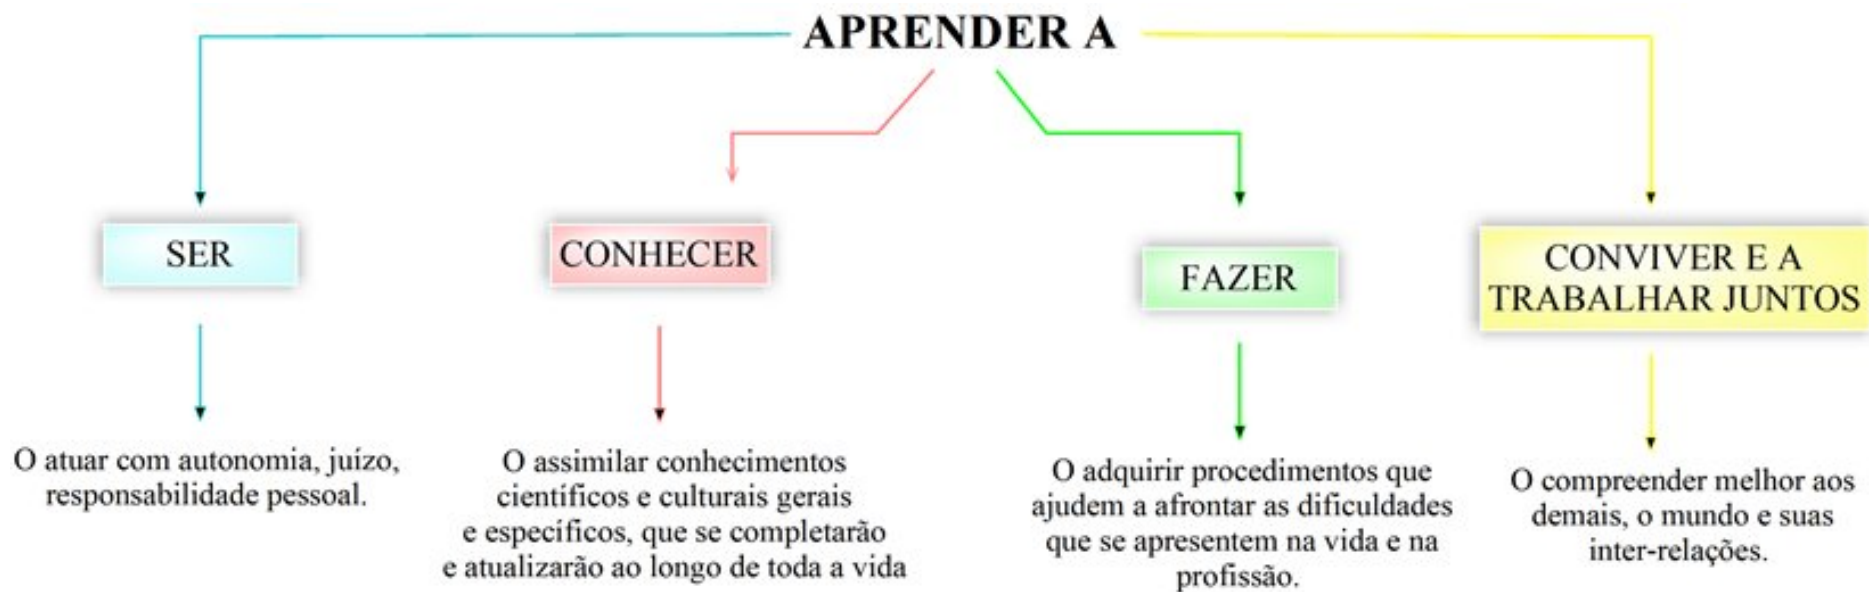 APRENDER A
SER
O atuar com autonomia, juízo,
responsabilidade pessoal.
CONHECER
O assimilar conhecimentos
científicos e culturais gerais
e específicos, que se completarão
e atualizarão ao longo de toda a vida
FAZER
O adquirir procedimentos que
ajudem a afrontar as dificuldades
que se apresentem na vida e na
profissão.
CONVIVER E A
TRABALHAR JUNTOS
O compreender melhor aos
demais, o mundo e suas
inter-relações.